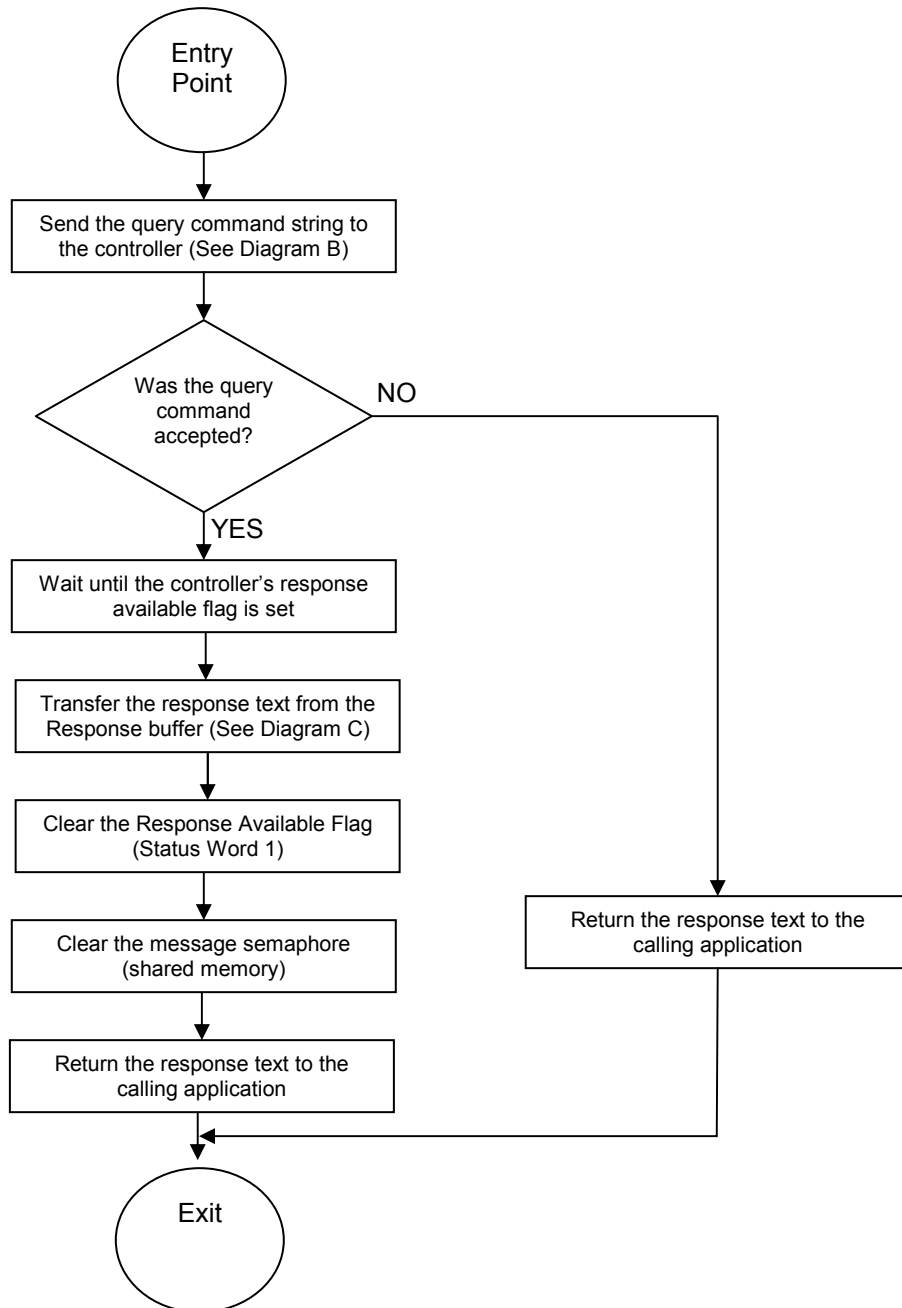 Entry
Point
Send the query command string to
the controller (See Diagram B)
Was the query
command
accepted?
NO
YES
Wait until the controller’s response
available flag is set
Transfer the response text from the
Response buffer (See Diagram C)
Clear the Response Available Flag
(Status Word 1)
Clear the message semaphore
(shared memory)
Return the response text to the
calling application
Return the response text to the
calling application
Exit